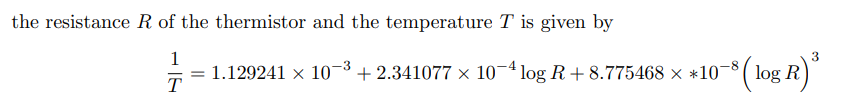 the resistance R of the thermistor and the temperature T is given by
1/T = 1.129241 × 10⁻³ + 2.341077 × 10⁻⁴ log R + 8.775468 × *10⁻⁸ ( log R )³